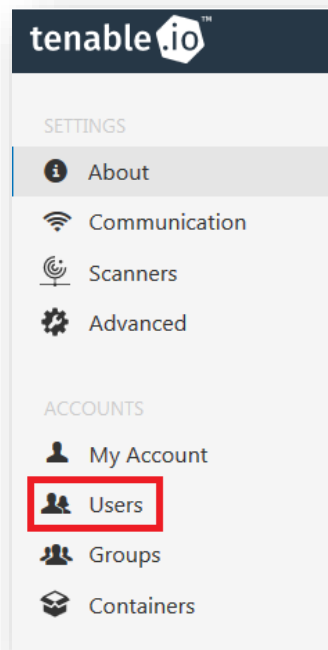 tenable.io™
SETTINGS
About
Communication
Scanners
Advanced
ACCOUNTS
My Account
Users
Groups
Containers